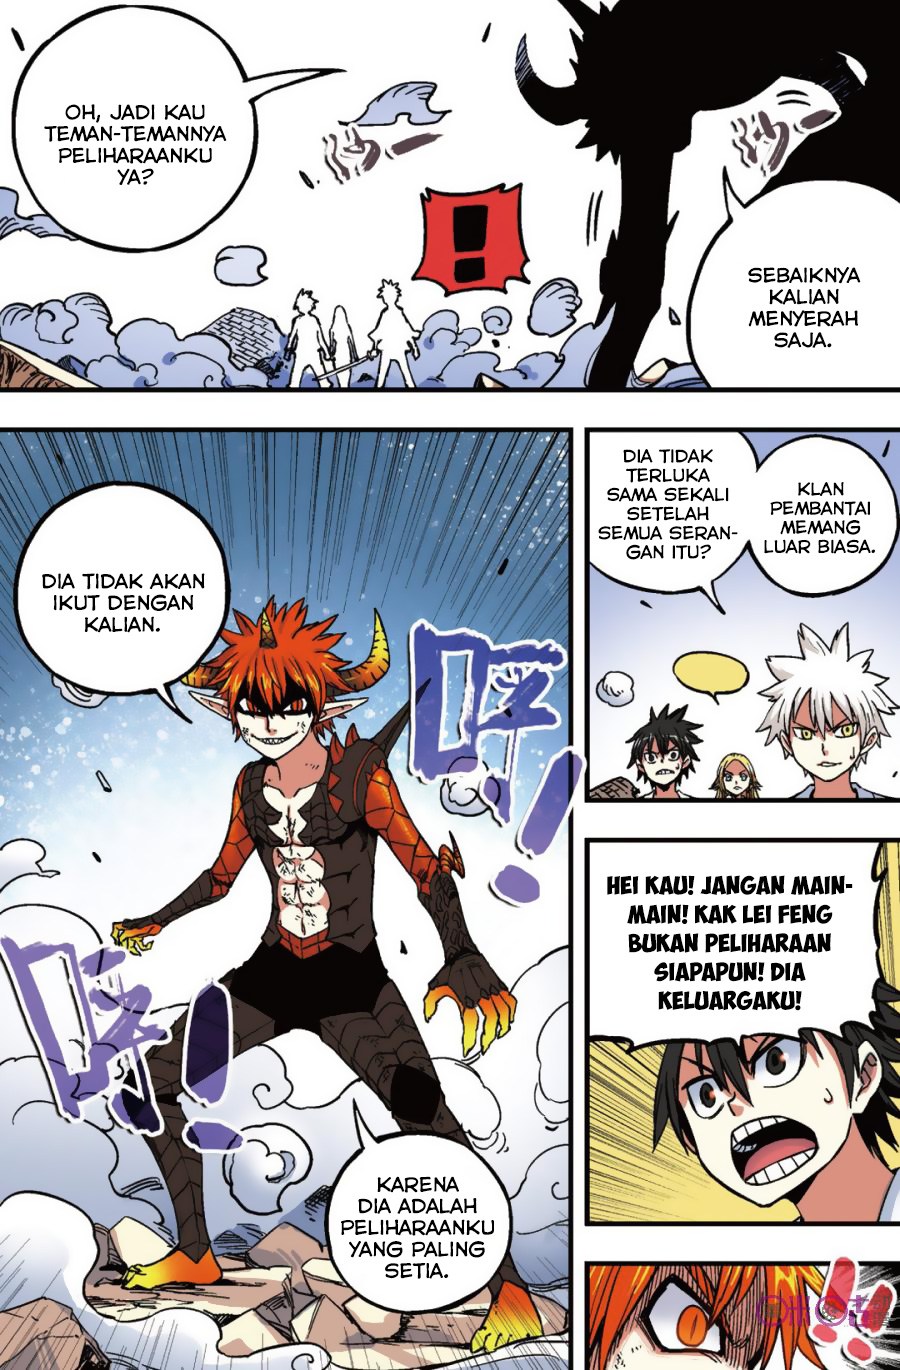 OH, JADI KAU
TEMAN-TEMANNYA
PELIHARAANKU
YA?
!
SEBAIKNYA
KALIAN
MENYERAH
SAJA.
DIA TIDAK AKAN
IKUT DENGAN
KALIAN.
呼!
呼!
KARENA
DIA ADALAH
PELIHARAANKU
YANG PALING
SETIA.
DIA TIDAK
TERLUKA
SAMA SEKALI
SETELAH
SEMUA SERAN-
GAN ITU?
KLAN
PEMBANTAI
MEMANG
LUAR BIASA.
HEI KAU! JANGAN MAIN-
MAIN! KAK LEI FENG
BUKAN PELIHARAAN
SIAPAPUN! DIA
KELUARGAKU!
!!